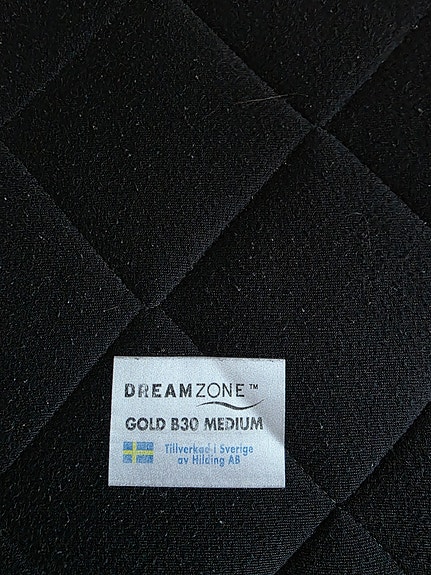 DREAMZONE™
GOLD B30 MEDIUM
Tillverkad i Sverige
av Hilding AB